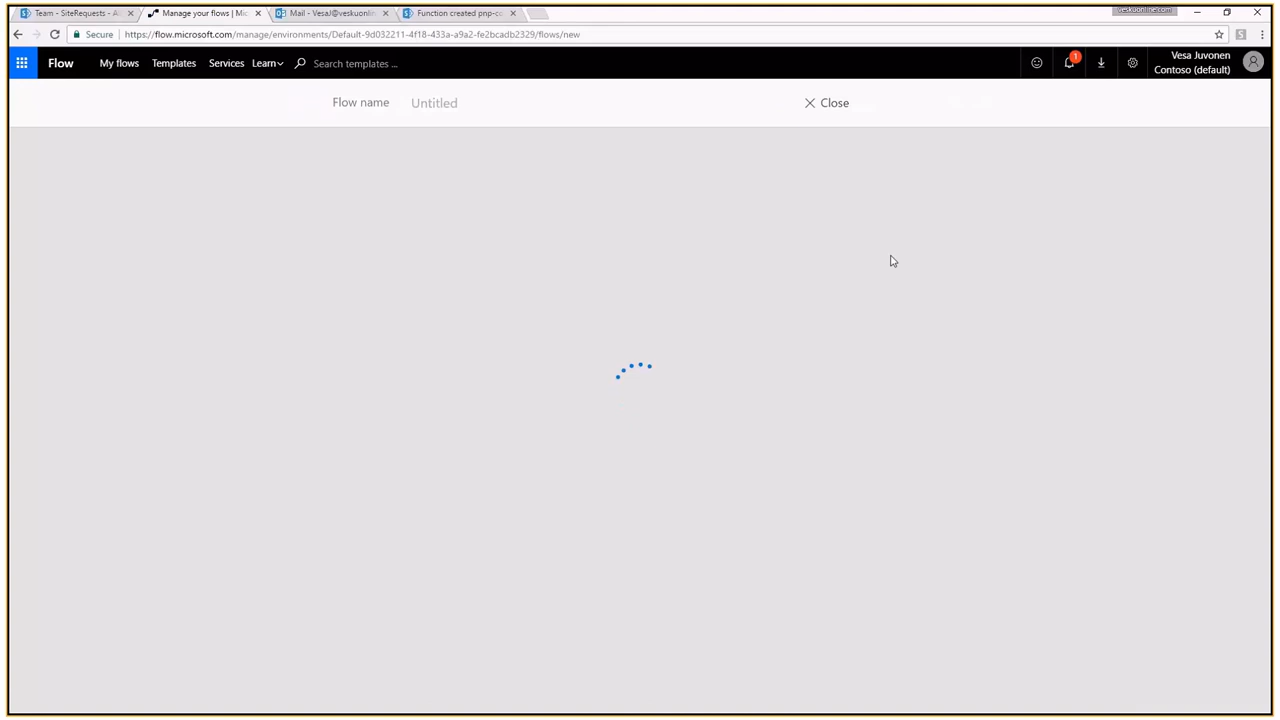 Team - SiteRequests - A
Manage your flows | Mic
Mail - VesaJ@veskuonlin
Function created pnp-co
veskuonline.com
Secure
https://flow.microsoft.com/manage/environments/Default-9d032211-4f18-433a-a9a2-fe2bcadb2329/flows/new
Flow My flows Templates Services Learn Search templates ... 1 Vesa Juvonen
Contoso (default)
Flow name Untitled Close